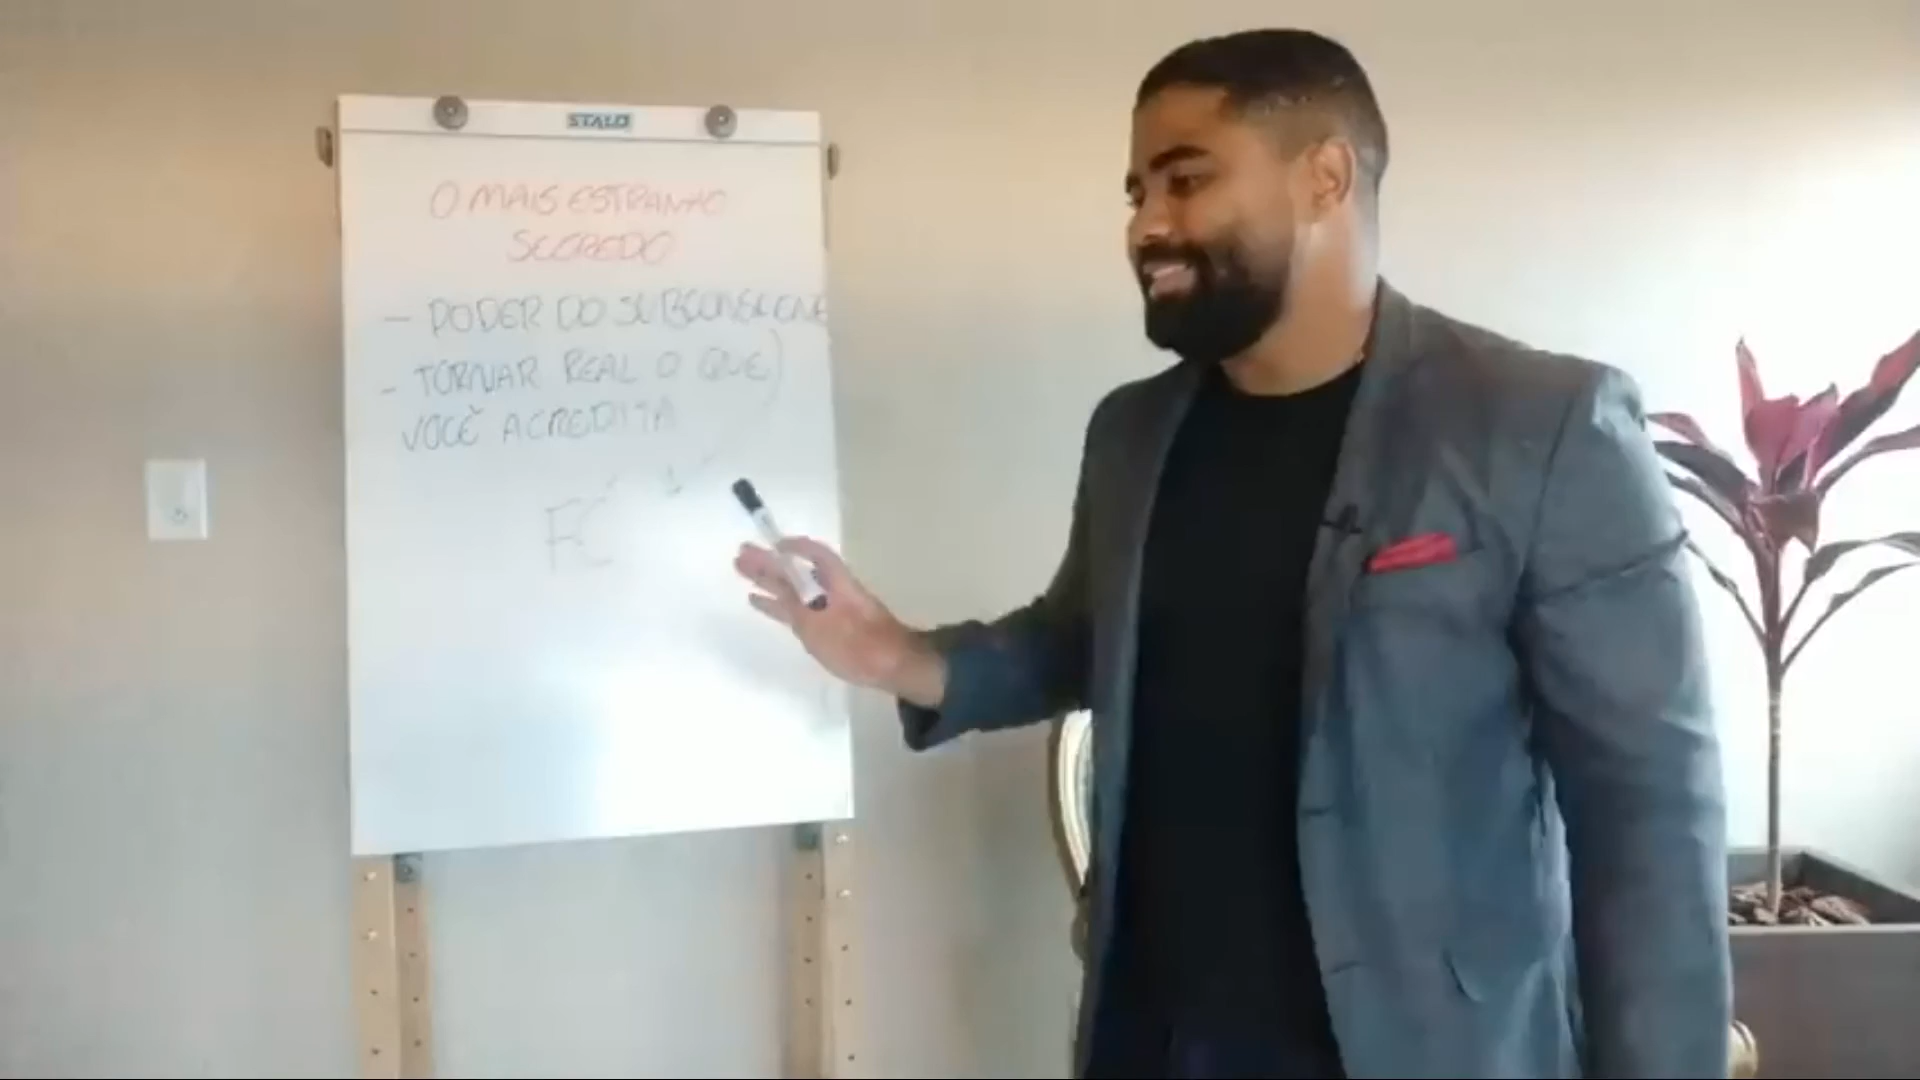 STALO
O MAIS ESTRANHO
SEGREDO
- PODER DO SUBCONSCIENTE
- TORNAR REAL O QUE
VOCÊ ACREDITA
FÉ